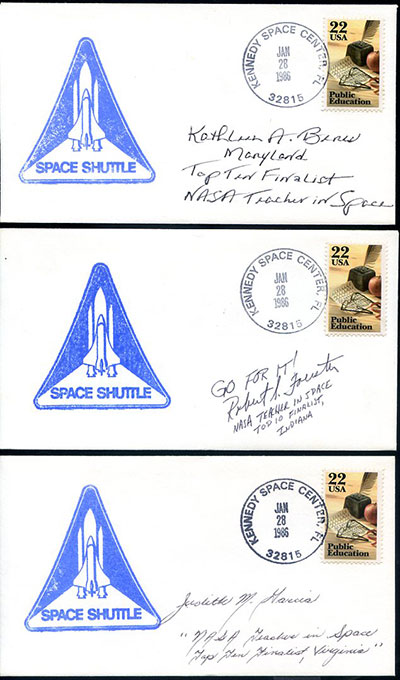 SPACE SHUTTLE
KENNEDY SPACE CENTER, FL
JAN
28
1986
32815
22
USA
Public
Education
Kathleen A. Beres
Maryland
Top Ten Finalist
NASA Teacher in Space
SPACE SHUTTLE
KENNEDY SPACE CENTER, FL
JAN
28
1986
32815
22
USA
Public
Education
GO FOR IT!
Robert S. Foerster
NASA TEACHER IN SPACE
TOP 10 FINALIST,
INDIANA
SPACE SHUTTLE
KENNEDY SPACE CENTER, FL
JAN
28
1986
32815
22
USA
Public
Education
Judith M. Garcia
"NASA Teacher in Space
Top Ten Finalist, Virginia"